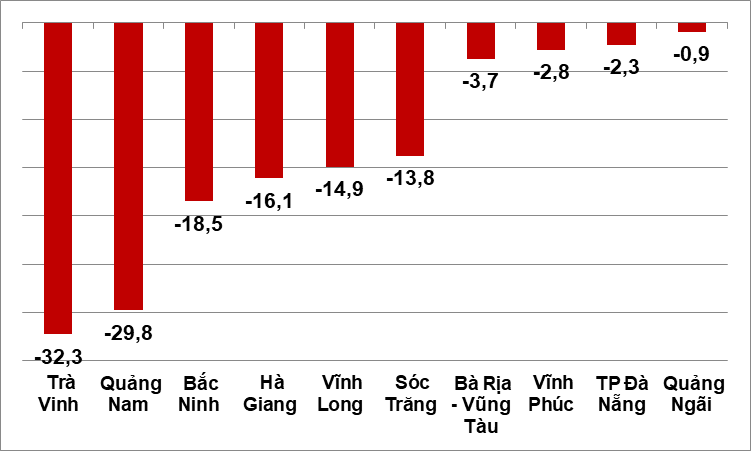 -32,3
-29,8
-18,5
-16,1
-14,9
-13,8
-3,7
-2,8
-2,3
-0,9
Trà
Vinh
Quảng
Nam
Bắc
Ninh
Hà
Giang
Vĩnh
Long
Sóc
Trăng
Bà Rịa
- Vũng
Tàu
Vĩnh
Phúc
TP Đà
Nẵng
Quảng
Ngãi